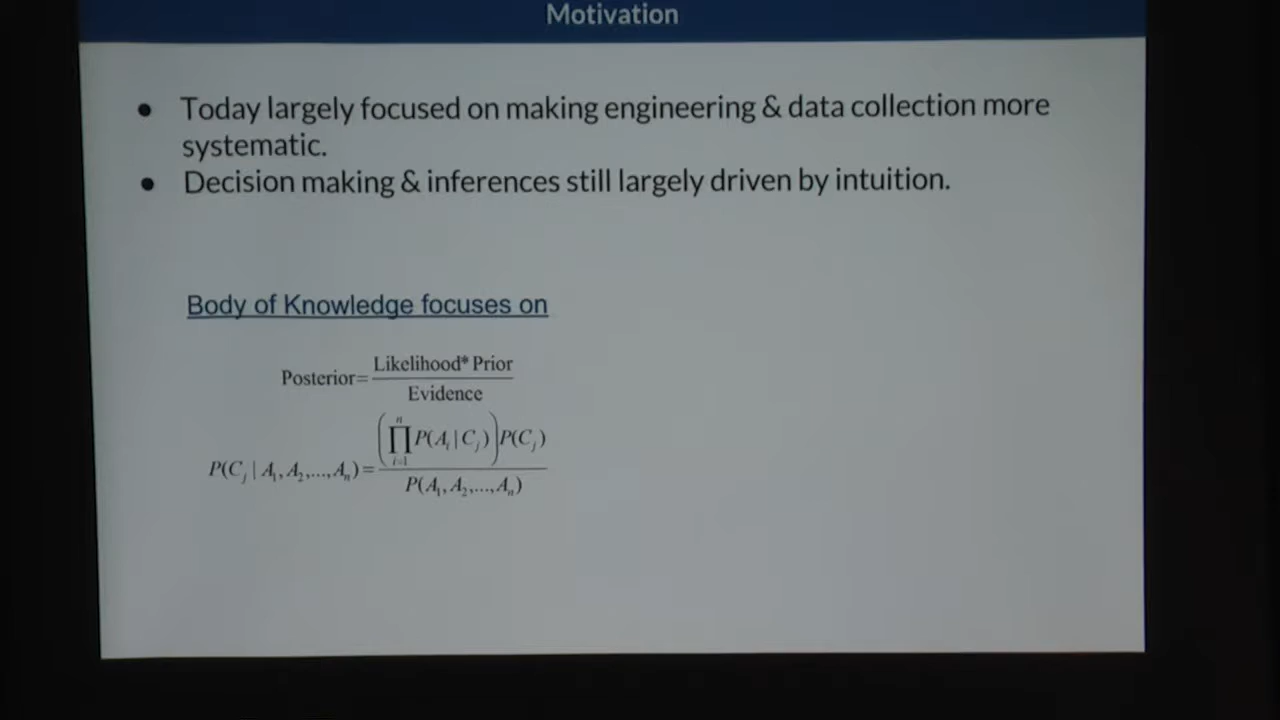 Motivation
• Today largely focused on making engineering & data collection more
systematic.
• Decision making & inferences still largely driven by intuition.
Body of Knowledge focuses on
Posterior= Likelihood* Prior / Evidence
P(C_j | A_1, A_2,..., A_n) = (∏_{i=1}^{n} P(A_i | C_j)) P(C_j) / P(A_1, A_2,..., A_n)